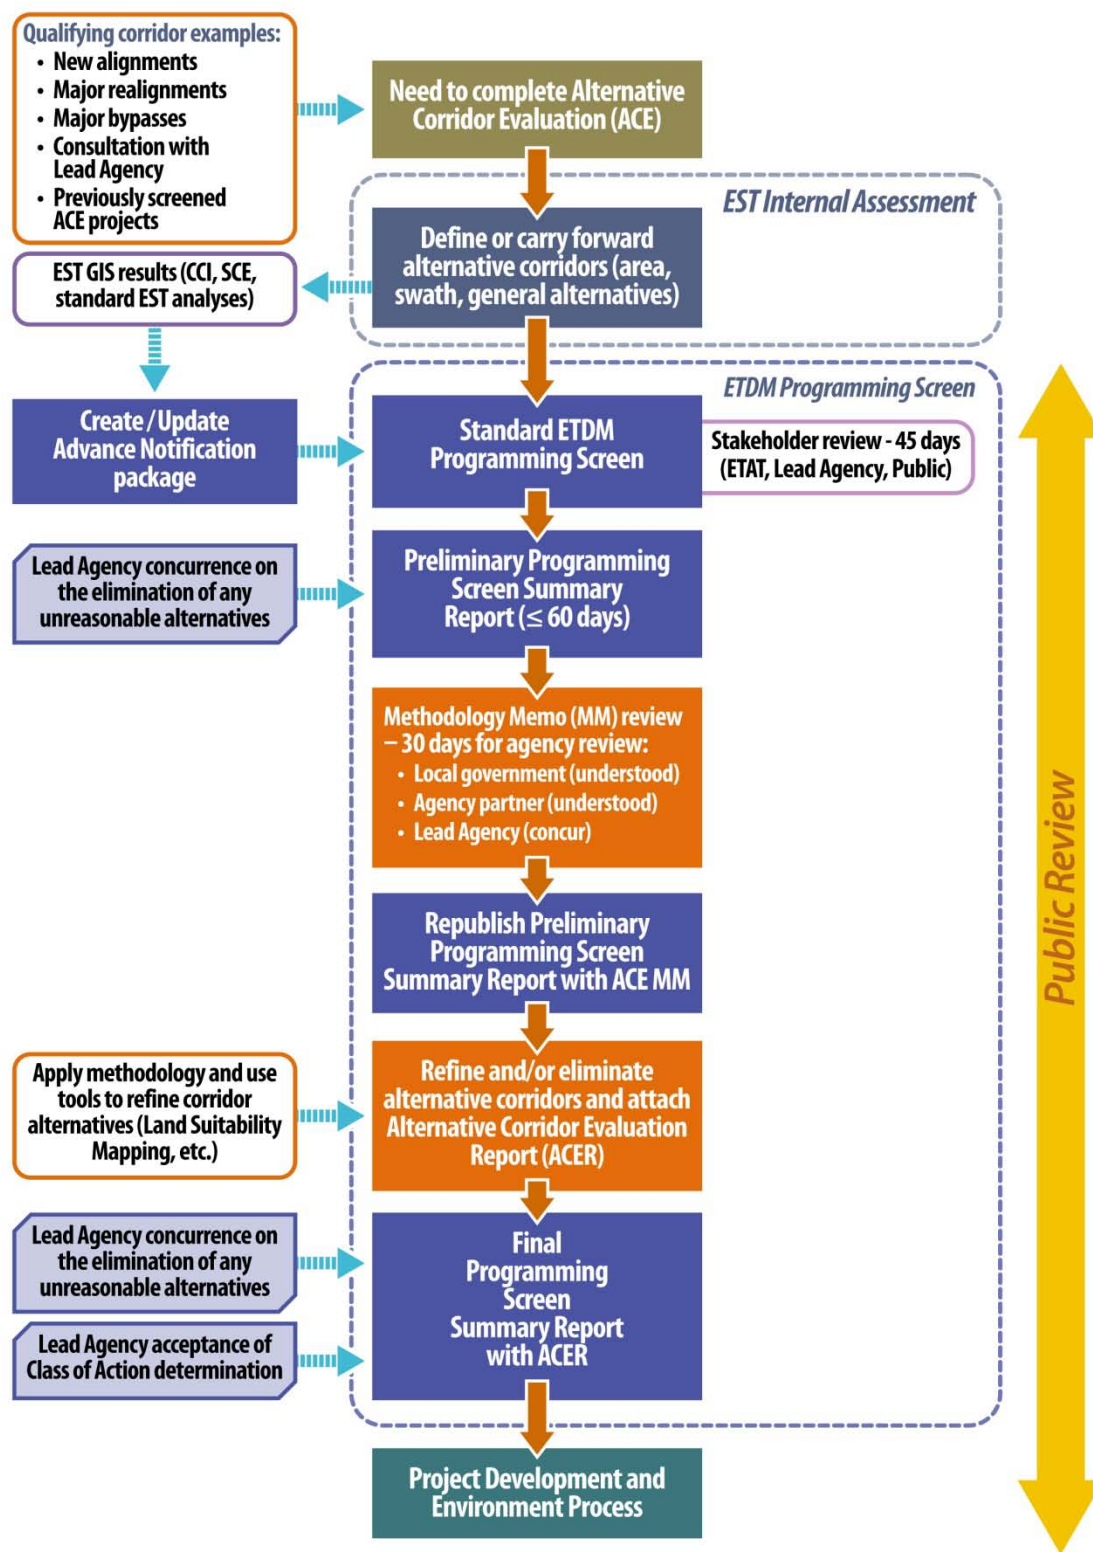 Qualifying corridor examples:
• New alignments
• Major realignments
• Major bypasses
• Consultation with
Lead Agency
• Previously screened
ACE projects
Need to complete Alternative
Corridor Evaluation (ACE)
EST Internal Assessment
Define or carry forward
alternative corridors (area,
swath, general alternatives)
EST GIS results (CCI, SCE,
standard EST analyses)
ETDM Programming Screen
Create / Update
Advance Notification
package
Standard ETDM
Programming Screen
Stakeholder review - 45 days
(ETAT, Lead Agency, Public)
Lead Agency concurrence on
the elimination of any
unreasonable alternatives
Preliminary Programming
Screen Summary
Report (≤ 60 days)
Methodology Memo (MM) review
– 30 days for agency review:
• Local government (understood)
• Agency partner (understood)
• Lead Agency (concur)
Republish Preliminary
Programming Screen
Summary Report with ACE MM
Apply methodology and use
tools to refine corridor
alternatives (Land Suitability
Mapping, etc.)
Refine and/or eliminate
alternative corridors and attach
Alternative Corridor Evaluation
Report (ACER)
Lead Agency concurrence on
the elimination of any
unreasonable alternatives
Lead Agency acceptance of
Class of Action determination
Final
Programming
Screen
Summary Report
with ACER
Project Development and
Environment Process
Public Review